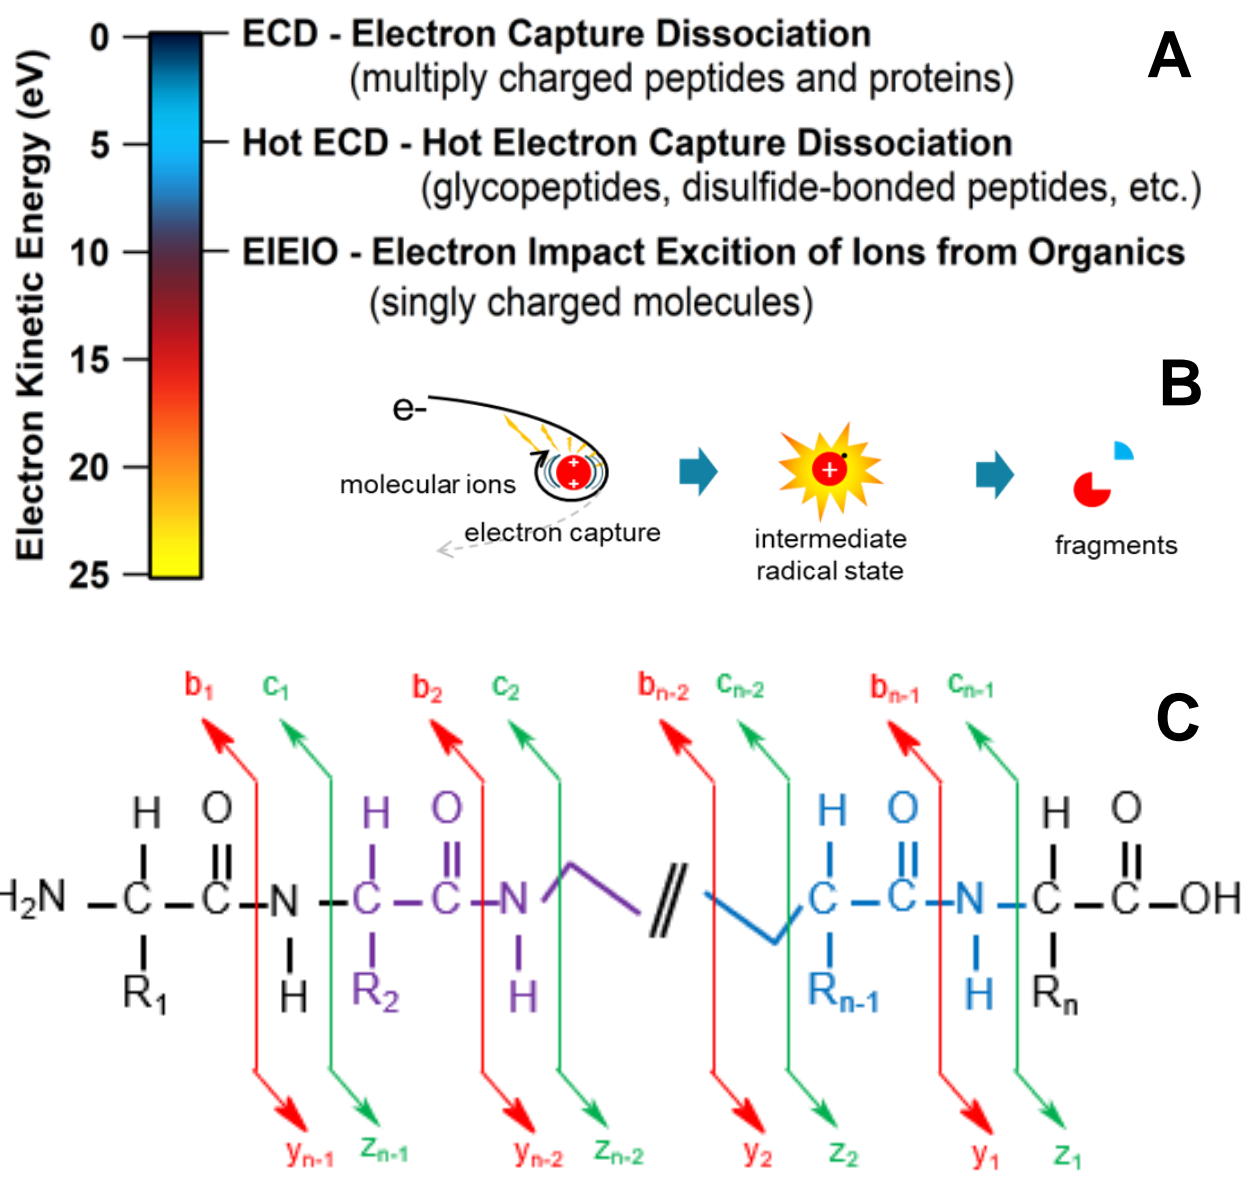 A
Electron Kinetic Energy (eV)
0
5
10
15
20
25
ECD - Electron Capture Dissociation
(multiply charged peptides and proteins)
Hot ECD - Hot Electron Capture Dissociation
(glycopeptides, disulfide-bonded peptides, etc.)
EIEIO - Electron Impact Excition of Ions from Organics
(singly charged molecules)
B
e-
+
+
molecular ions
electron capture
+
intermediate
radical state
fragments
C
b₁ c₁ b₂ c₂ bₙ₋₂ cₙ₋₂ bₙ₋₁ cₙ₋₁
H O H O H O H O
H₂N C C N C C N C C N C C OH
R₁ H R₂ H Rₙ₋₁ H Rₙ
yₙ₋₁ zₙ₋₁ yₙ₋₂ zₙ₋₂ y₂ z₂ y₁ z₁